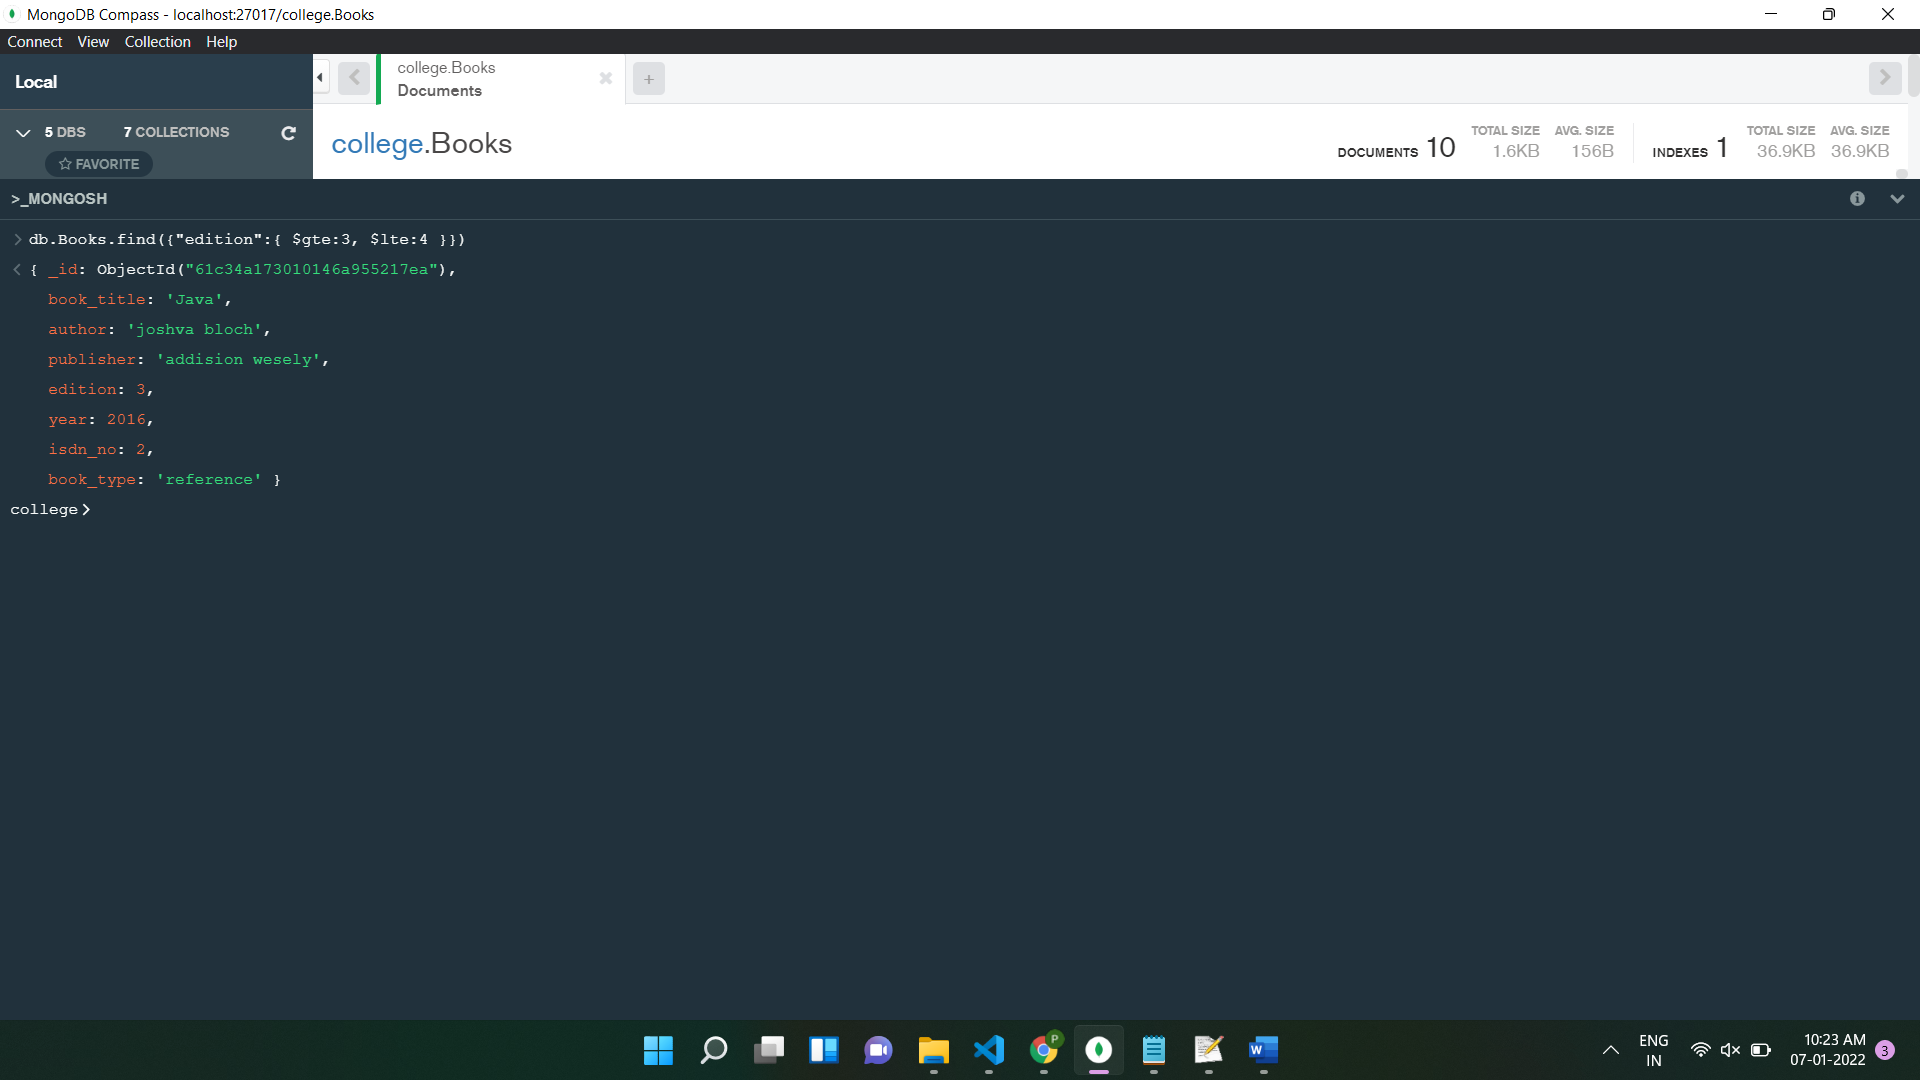 MongoDB Compass - localhost:27017/college.Books
Connect View Collection Help
Local
college.Books
Documents
5 DBS 7 COLLECTIONS
FAVORITE
college.Books
DOCUMENTS 10 TOTAL SIZE 1.6KB AVG. SIZE 156B INDEXES 1 TOTAL SIZE 36.9KB AVG. SIZE 36.9KB
>_MONGOSH
> db.Books.find({"edition":{ $gte:3, $lte:4 }})
< { _id: ObjectId("61c34a173010146a955217ea"),
book_title: 'Java',
author: 'joshva bloch',
publisher: 'addision wesely',
edition: 3,
year: 2016,
isdn_no: 2,
book_type: 'reference' }
college>
P
W
ENG
IN
10:23 AM
07-01-2022
3